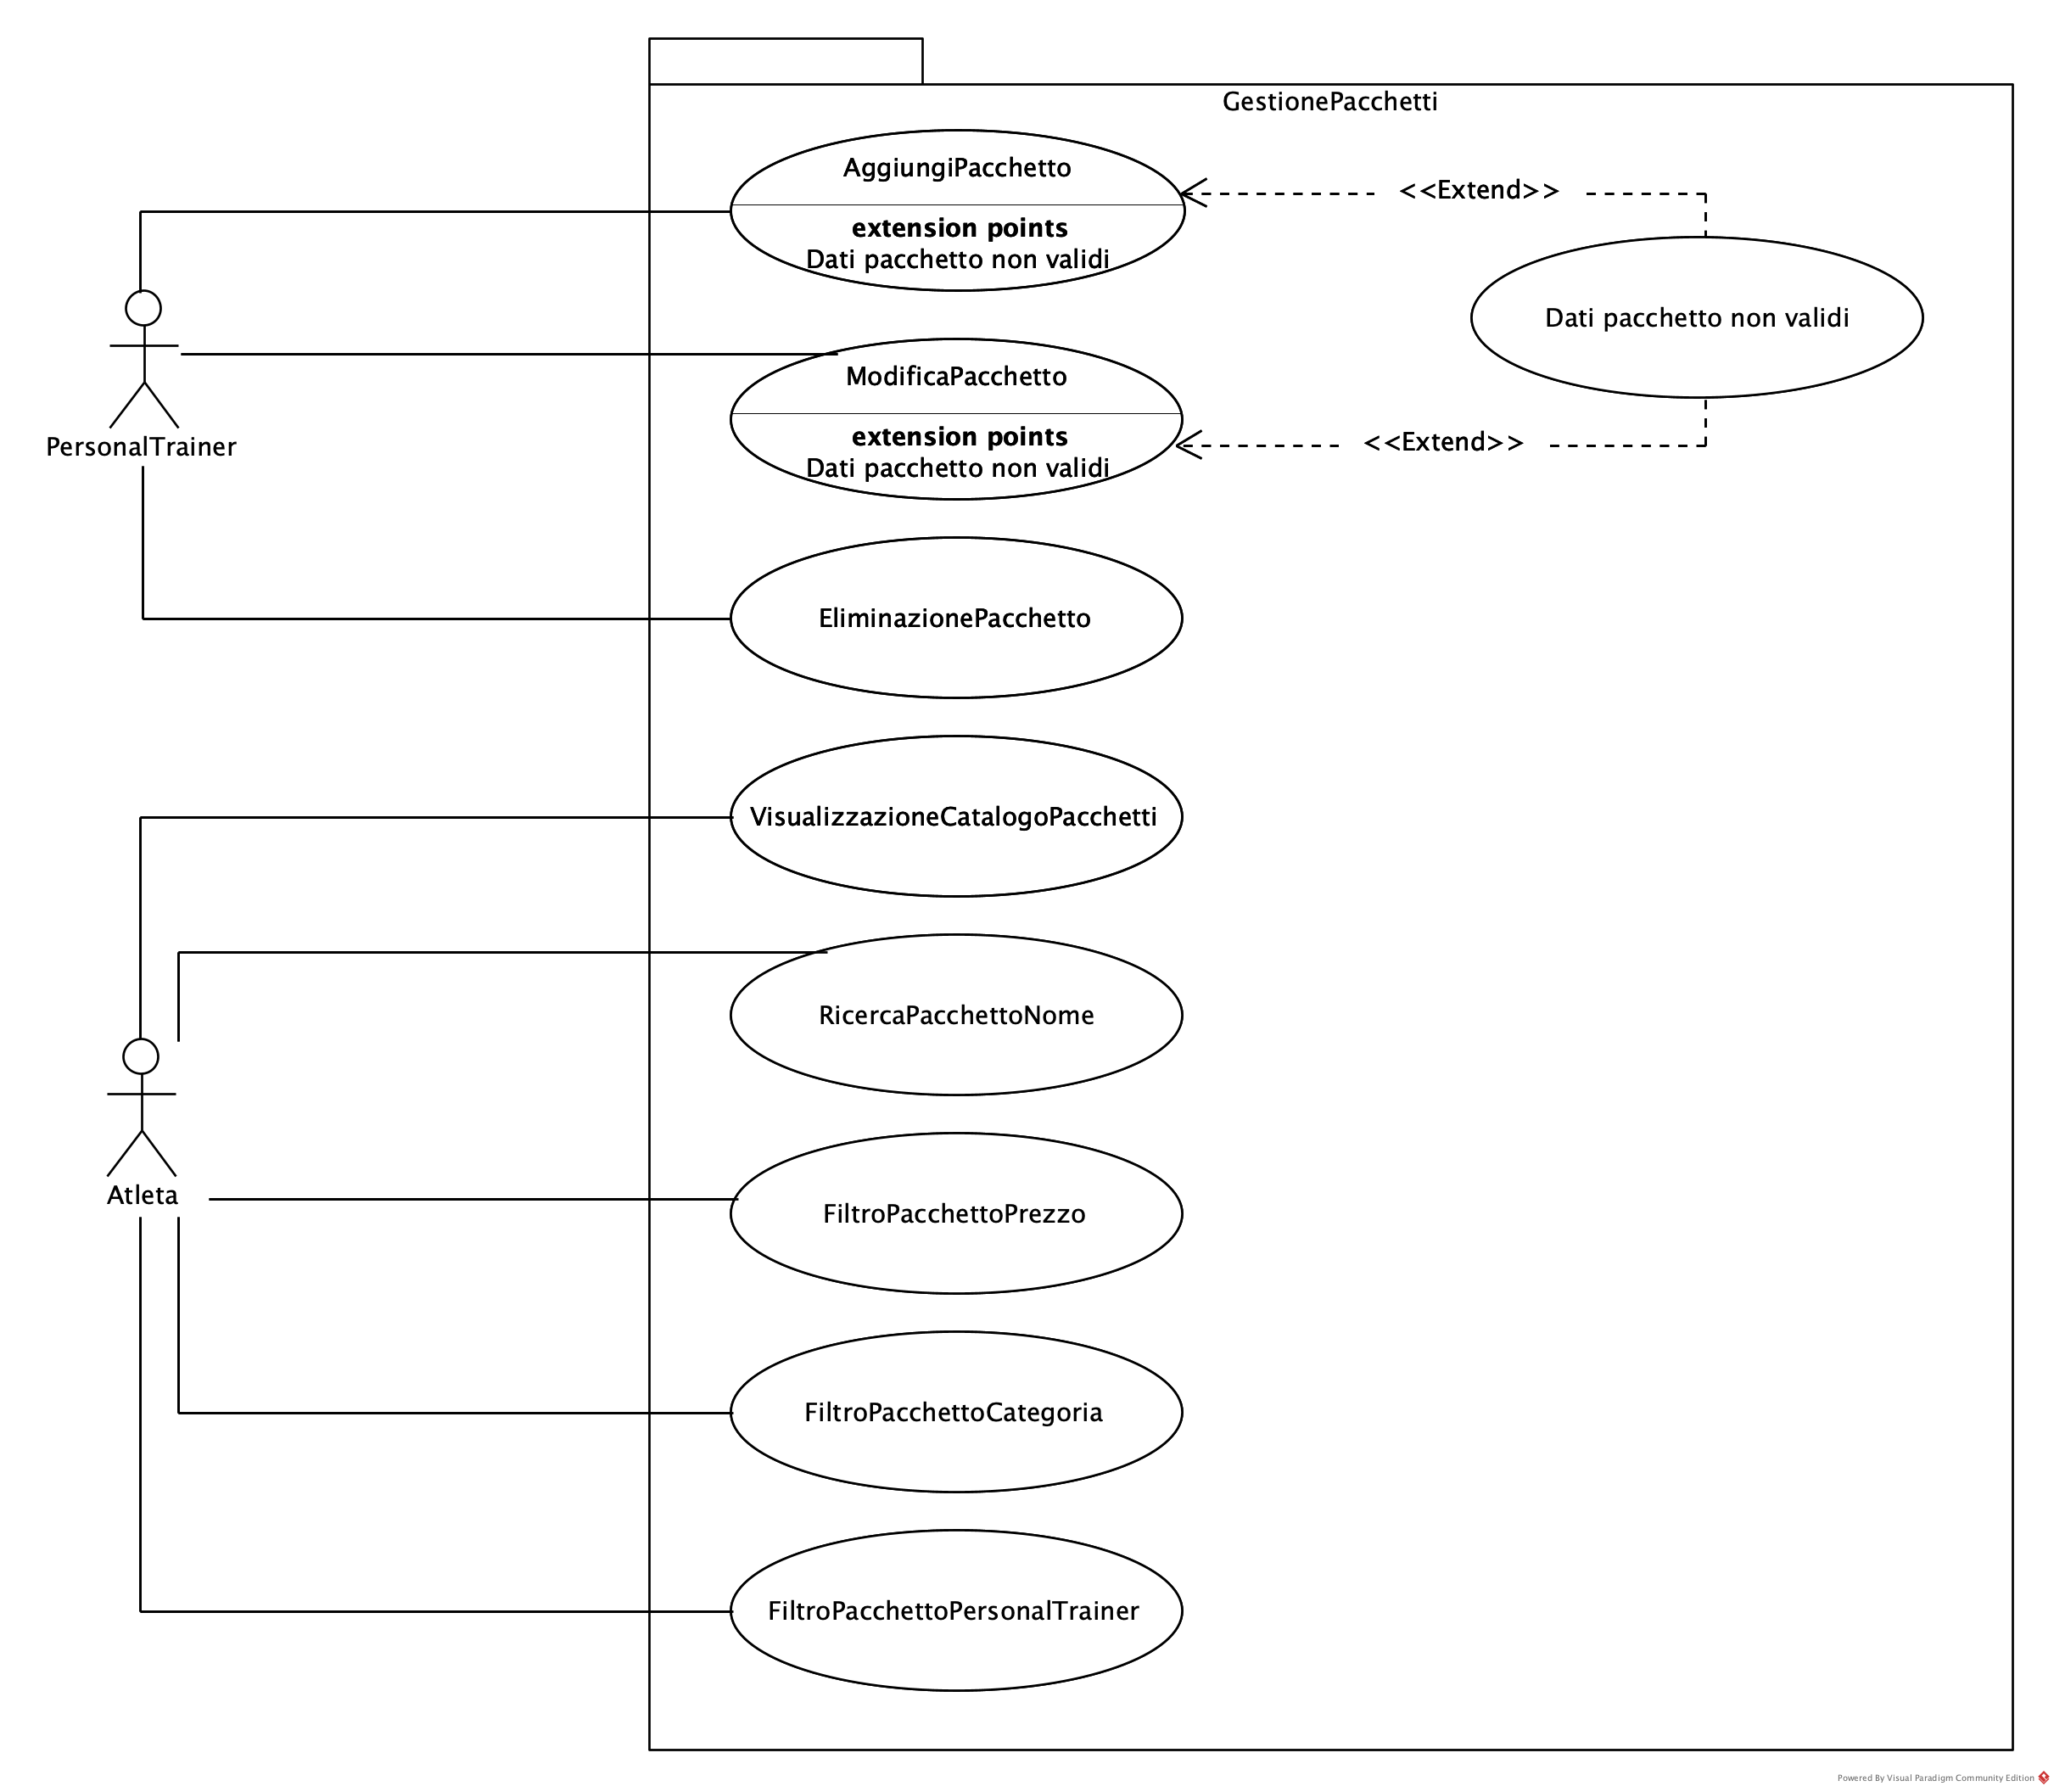 GestionePacchetti
AggiungiPacchetto
extension points
Dati pacchetto non validi
<<Extend>>
Dati pacchetto non validi
PersonalTrainer
ModificaPacchetto
extension points
Dati pacchetto non validi
<<Extend>>
EliminazionePacchetto
VisualizzazioneCatalogoPacchetti
RicercaPacchettoNome
Atleta
FiltroPacchettoPrezzo
FiltroPacchettoCategoria
FiltroPacchettoPersonalTrainer
Powered By Visual Paradigm Community Edition